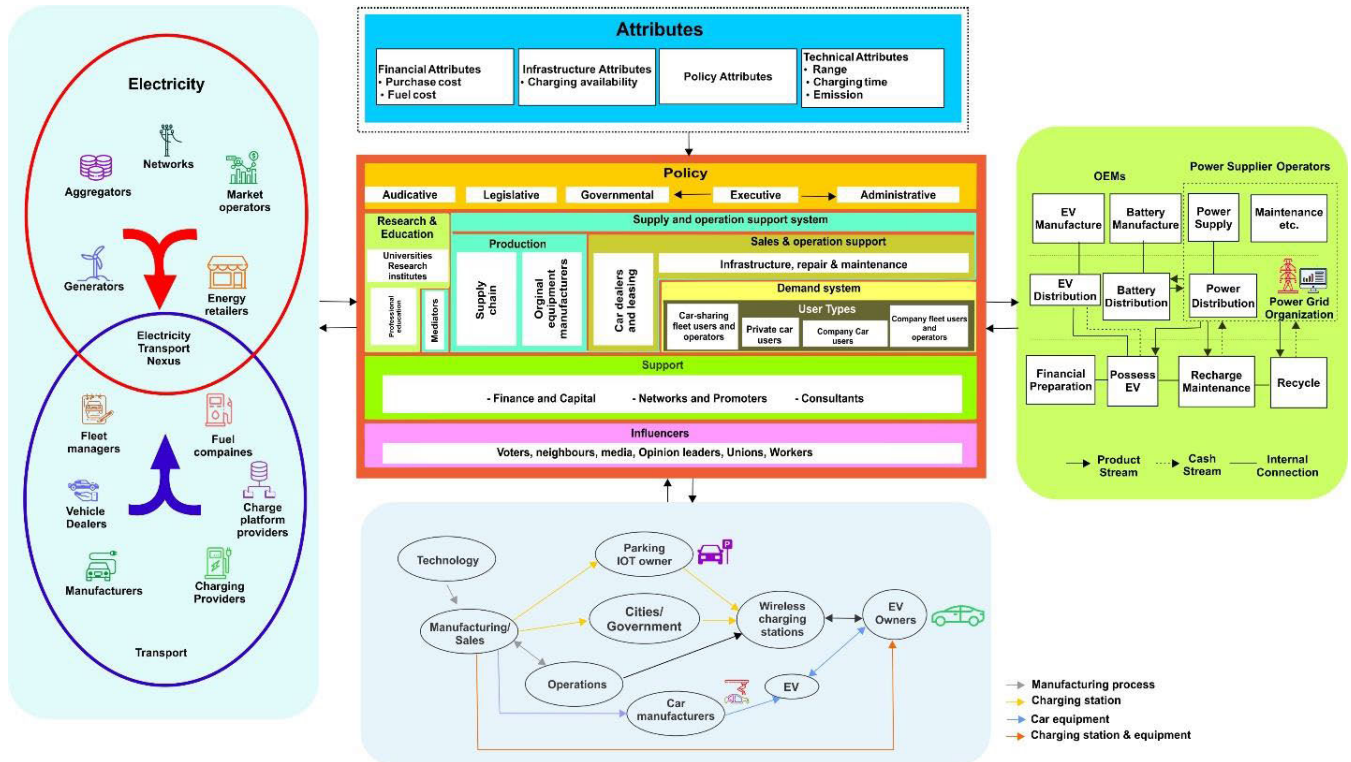 Electricity
Networks
Aggregators
Market
operators
Generators
Energy
retailers
Electricity
Transport
Nexus
Fleet
managers
Fuel
compaines
Vehicle
Dealers
Charge
platform
providers
Manufacturers
Charging
Providers
Transport
Attributes
Financial Attributes
• Purchase cost
• Fuel cost
Infrastructure Attributes
• Charging availability
Policy Attributes
Technical Attributes
• Range
• Charging time
• Emission
Policy
Audicative
Legislative
Governmental
Executive
Administrative
Research &
Education
Universities
Research
institutes
Professional
education
Mediators
Supply and operation support system
Production
Supply
chain
Orginal
equipment
manufacturers
Sales & operation support
Car dealers
and leasing
Infrastructure, repair & maintenance
Demand system
User Types
Car-sharing
fleet users and
operators
Private car
users
Company Car
users
Company fleet users
and
operators
Support
- Finance and Capital
- Networks and Promoters
- Consultants
Influencers
Voters, neighbours, media, Opinion leaders, Unions, Workers
OEMs
Power Supplier Operators
EV
Manufacture
Battery
Manufacture
Power
Supply
Maintenance
etc.
EV
Distribution
Battery
Distribution
Power
Distribution
Power Grid
Organization
Financial
Preparation
Possess
EV
Recharge
Maintenance
Recycle
Product
Stream
Cash
Stream
Internal
Connection
Technology
Parking
IOT owner
P
Manufacturing/
Sales
Cities/
Government
Wireless
charging
stations
EV
Owners
Operations
Car
manufacturers
EV
Manufacturing process
Charging station
Car equipment
Charging station & equipment